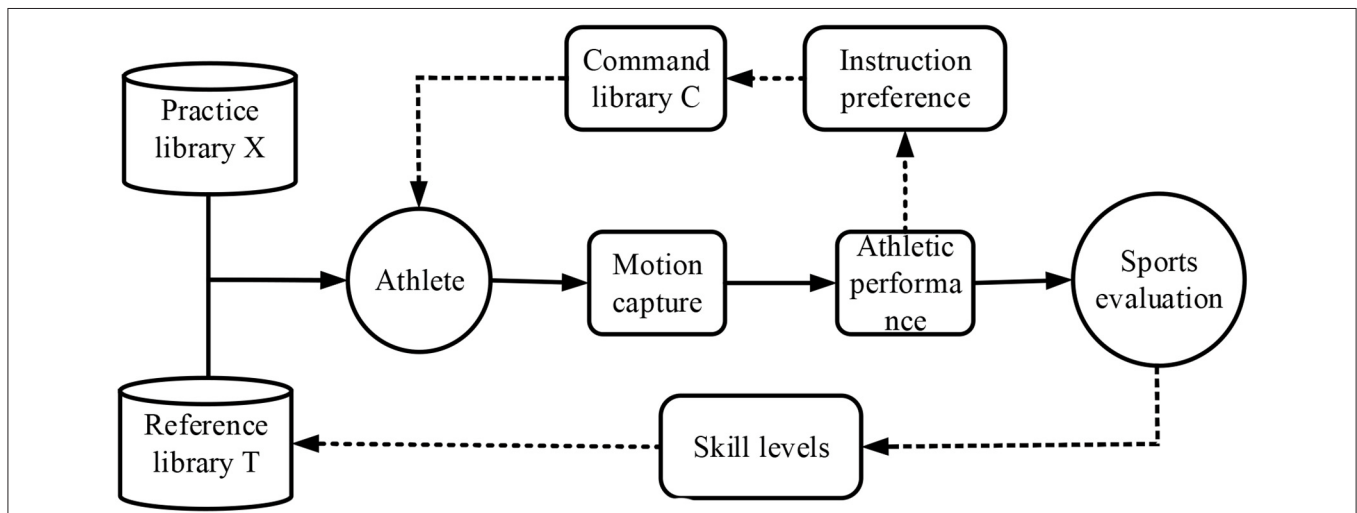 Practice
library X
Command
library C
Instruction
preference
Athlete
Motion
capture
Athletic
performa
nce
Sports
evaluation
Reference
library T
Skill levels